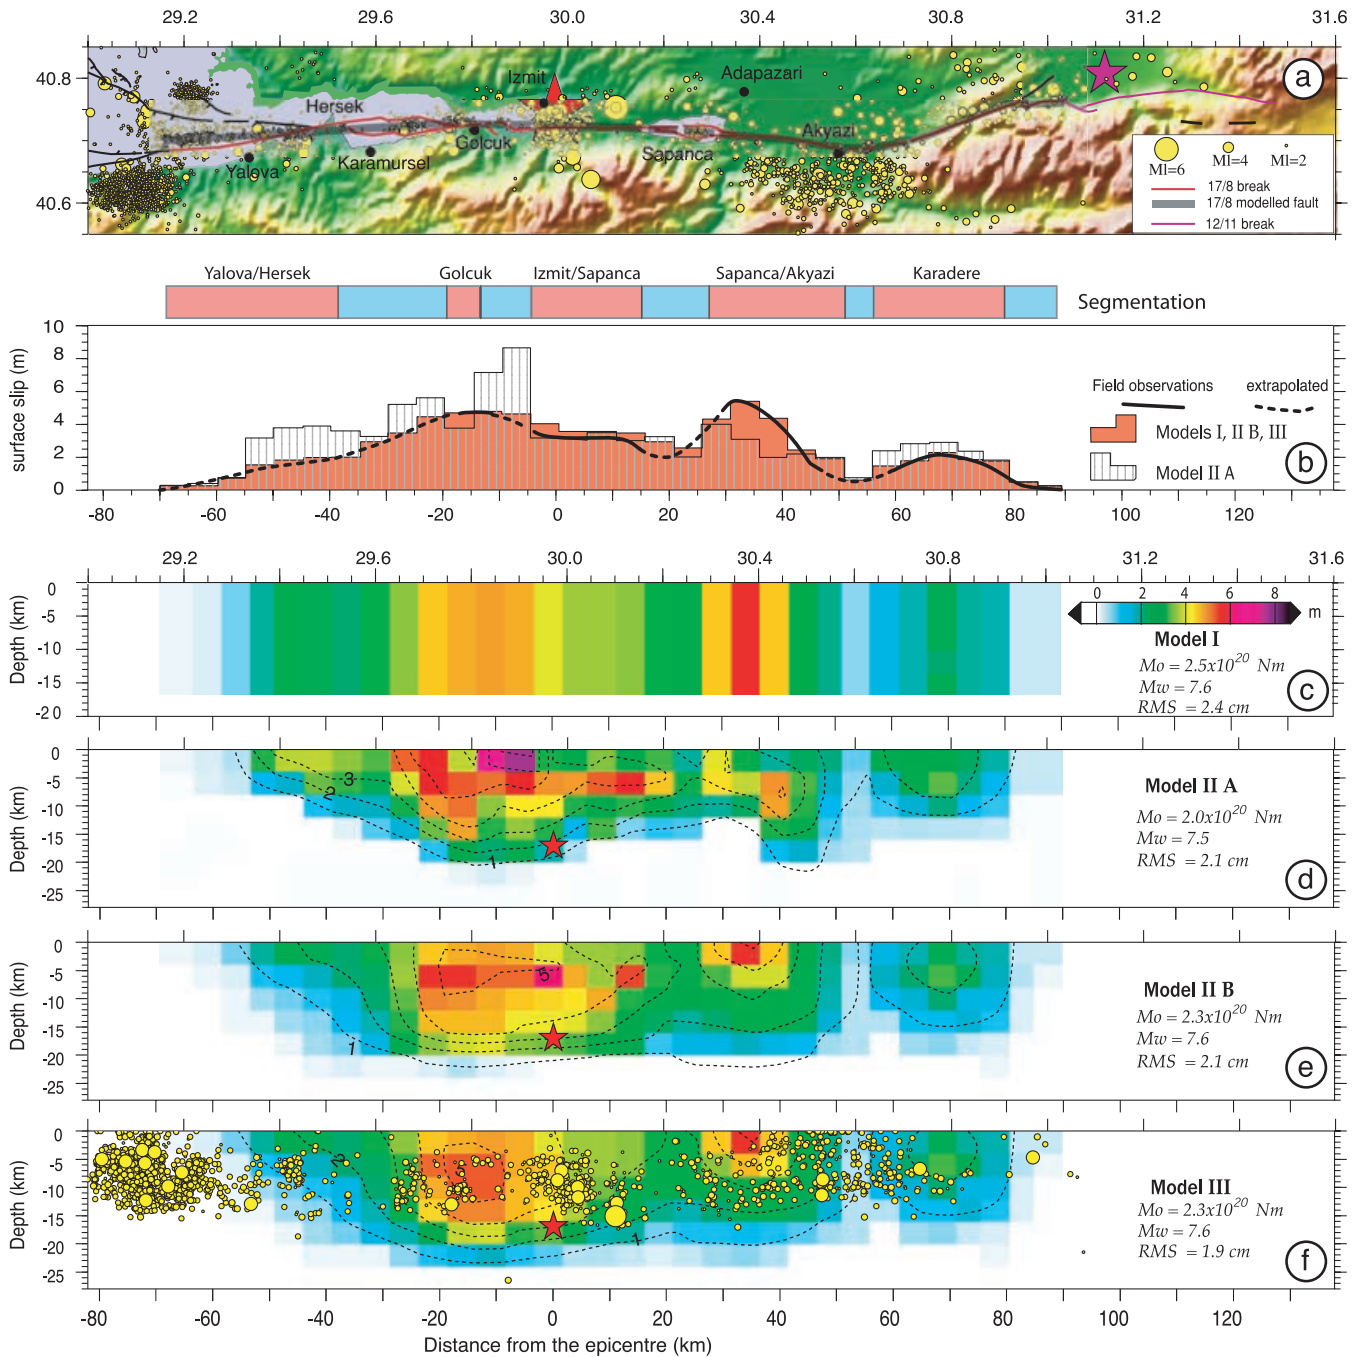 29.2 29.6 30.0 30.4 30.8 31.2 31.6
40.8
40.6
Izmit
Adapazari
Hersek
Golcuk
Akyazi
Sapanca
Karamursel
Yalova
a
Ml=6 Ml=4 Ml=2
17/8 break
17/8 modelled fault
12/11 break
Yalova/Hersek Golcuk Izmit/Sapanca Sapanca/Akyazi Karadere
Segmentation
surface slip (m)
10
8
6
4
2
0
Field observations extrapolated
Models I, II B, III
Model II A
b
-80 -60 -40 -20 0 20 40 60 80 100 120
29.2 29.6 30.0 30.4 30.8 31.2 31.6
Depth (km)
0
-5
-10
-15
-20
0 2 4 6 8 m
Model I
Mo = 2.5x10²⁰ Nm
Mw = 7.6
RMS = 2.4 cm
c
Depth (km)
0
-5
-10
-15
-20
-25
3
2
1
Model II A
Mo = 2.0x10²⁰ Nm
Mw = 7.5
RMS = 2.1 cm
d
Depth (km)
0
-5
-10
-15
-20
-25
5
1
Model II B
Mo = 2.3x10²⁰ Nm
Mw = 7.6
RMS = 2.1 cm
e
Depth (km)
0
-5
-10
-15
-20
-25
2
1
Model III
Mo = 2.3x10²⁰ Nm
Mw = 7.6
RMS = 1.9 cm
f
-80 -60 -40 -20 0 20 40 60 80 100 120
Distance from the epicentre (km)